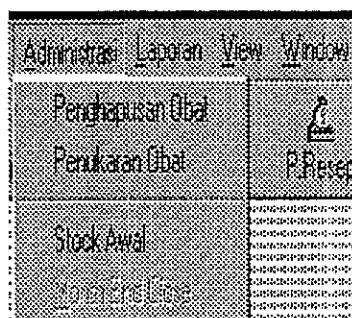 Administrasi Laporan View Window
Penghapusan Obat
Penukaran Obat
P.Resep
Stock Awal